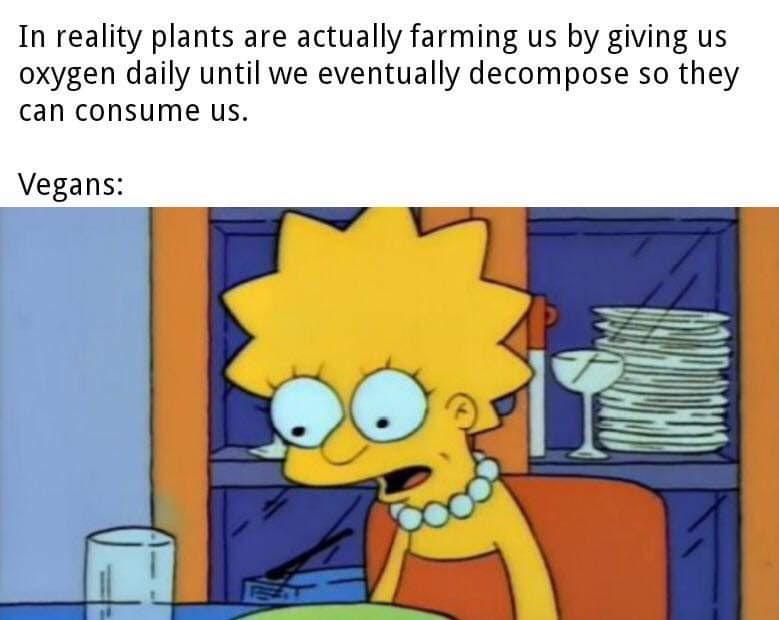 In reality plants are actually farming us by giving us
oxygen daily until we eventually decompose so they
can consume us.
Vegans: